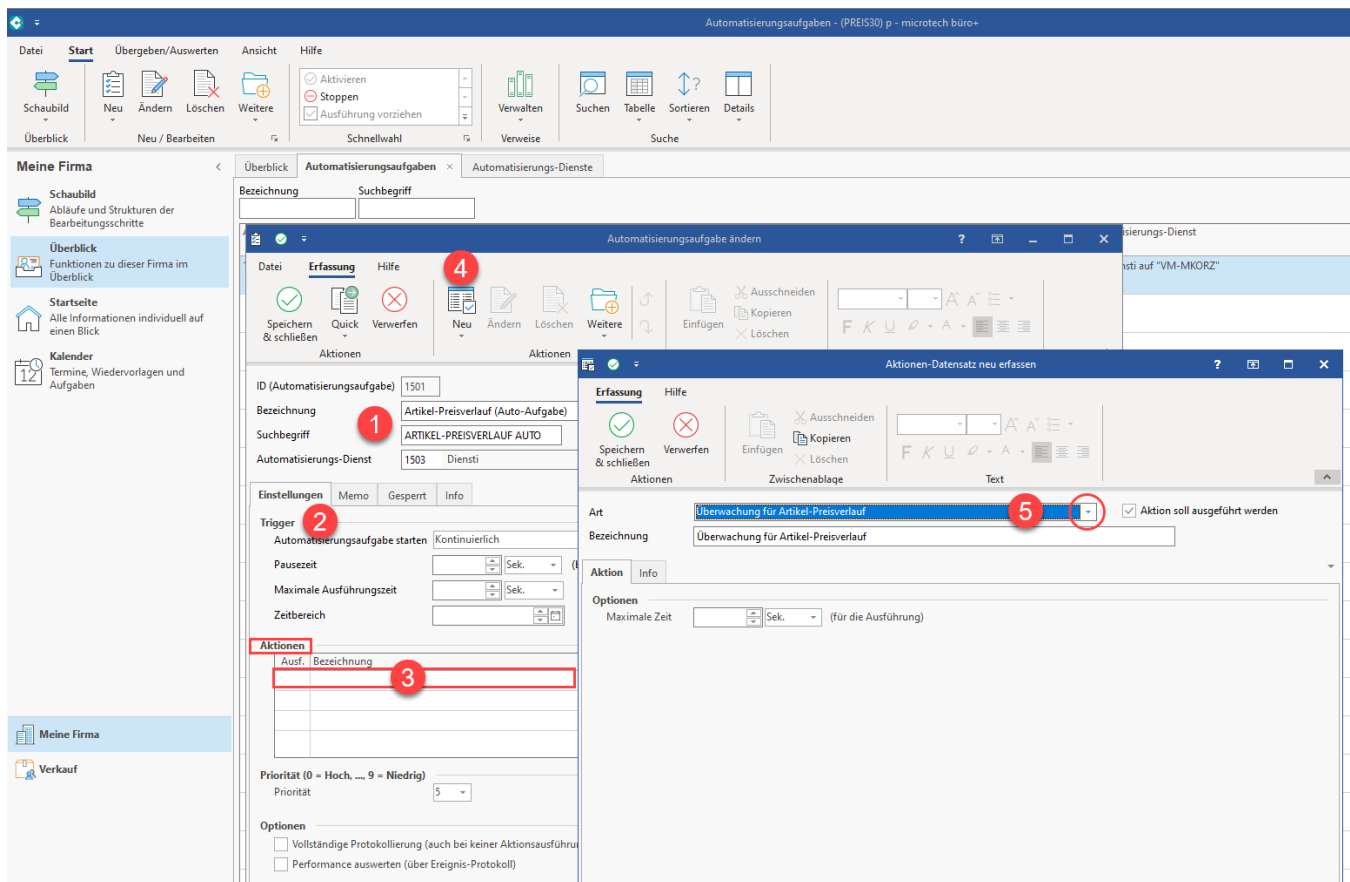 Automatisierungsaufgaben - (PREIS30) p - microtech büro+
Datei Start Übergeben/Auswerten Ansicht Hilfe
Schaubild
Neu Ändern Löschen Weitere
Aktivieren
Stoppen
Ausführung vorziehen
Verwalten
Suchen Tabelle Sortieren Details
Überblick Neu / Bearbeiten Schnellwahl Verweise Suche
Meine Firma
Schaubild
Abläufe und Strukturen der
Bearbeitungsschritte
Überblick
Funktionen zu dieser Firma im
Überblick
Startseite
Alle Informationen individuell auf
einen Blick
Kalender
12
Termine, Wiedervorlagen und
Aufgaben
Meine Firma
Verkauf
Überblick Automatisierungsaufgaben Automatisierungs-Dienste
Bezeichnung Suchbegriff
isierungs-Dienst
nsti auf "VM-MKORZ"
Automatisierungsaufgabe ändern ?
Datei Erfassung Hilfe
4
Speichern
& schließen
Quick Verwerfen
Neu Ändern Löschen Weitere
Einfügen
Ausschneiden
Kopieren
Löschen
F K U A
Aktionen Aktionen
ID (Automatisierungsaufgabe) 1501
Bezeichnung Artikel-Preisverlauf (Auto-Aufgabe)
1
Suchbegriff ARTIKEL-PREISVERLAUF AUTO
Automatisierungs-Dienst 1503 Diensti
Einstellungen Memo Gesperrt Info
2
Trigger
Automatisierungsaufgabe starten Kontinuierlich
Pausezeit Sek.
Maximale Ausführungszeit Sek.
Zeitbereich
Aktionen
Ausf. Bezeichnung
3
Priorität (0 = Hoch, ..., 9 = Niedrig)
Priorität 5
Optionen
Vollständige Protokollierung (auch bei keiner Aktionsausführu
Performance auswerten (über Ereignis-Protokoll)
Aktionen-Datensatz neu erfassen ?
Erfassung Hilfe
Speichern
& schließen
Verwerfen
Einfügen
Ausschneiden
Kopieren
Löschen
F K U A
Aktionen Zwischenablage Text
Art Überwachung für Artikel-Preisverlauf 5 Aktion soll ausgeführt werden
Bezeichnung Überwachung für Artikel-Preisverlauf
Aktion Info
Optionen
Maximale Zeit Sek. (für die Ausführung)